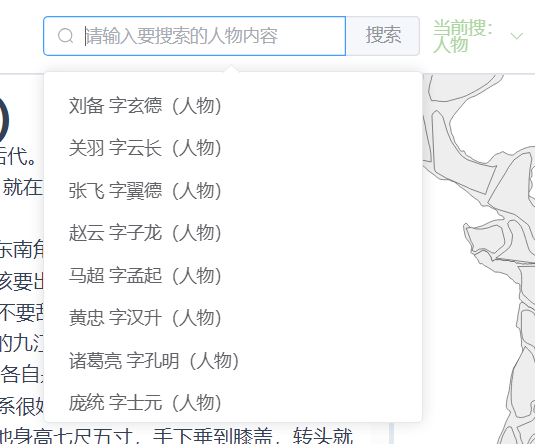 请输入要搜索的人物内容
搜索
当前搜:
人物
)
后代。
就在
东南角
该要出
不要
的九江
各自
系很好
他身高七尺五寸，手下垂到膝盖，转头就
刘备 字玄德（人物）
关羽 字云长（人物）
张飞 字翼德（人物）
赵云 字子龙（人物）
马超 字孟起（人物）
黄忠 字汉升（人物）
诸葛亮 字孔明（人物）
庞统 字士元（人物）